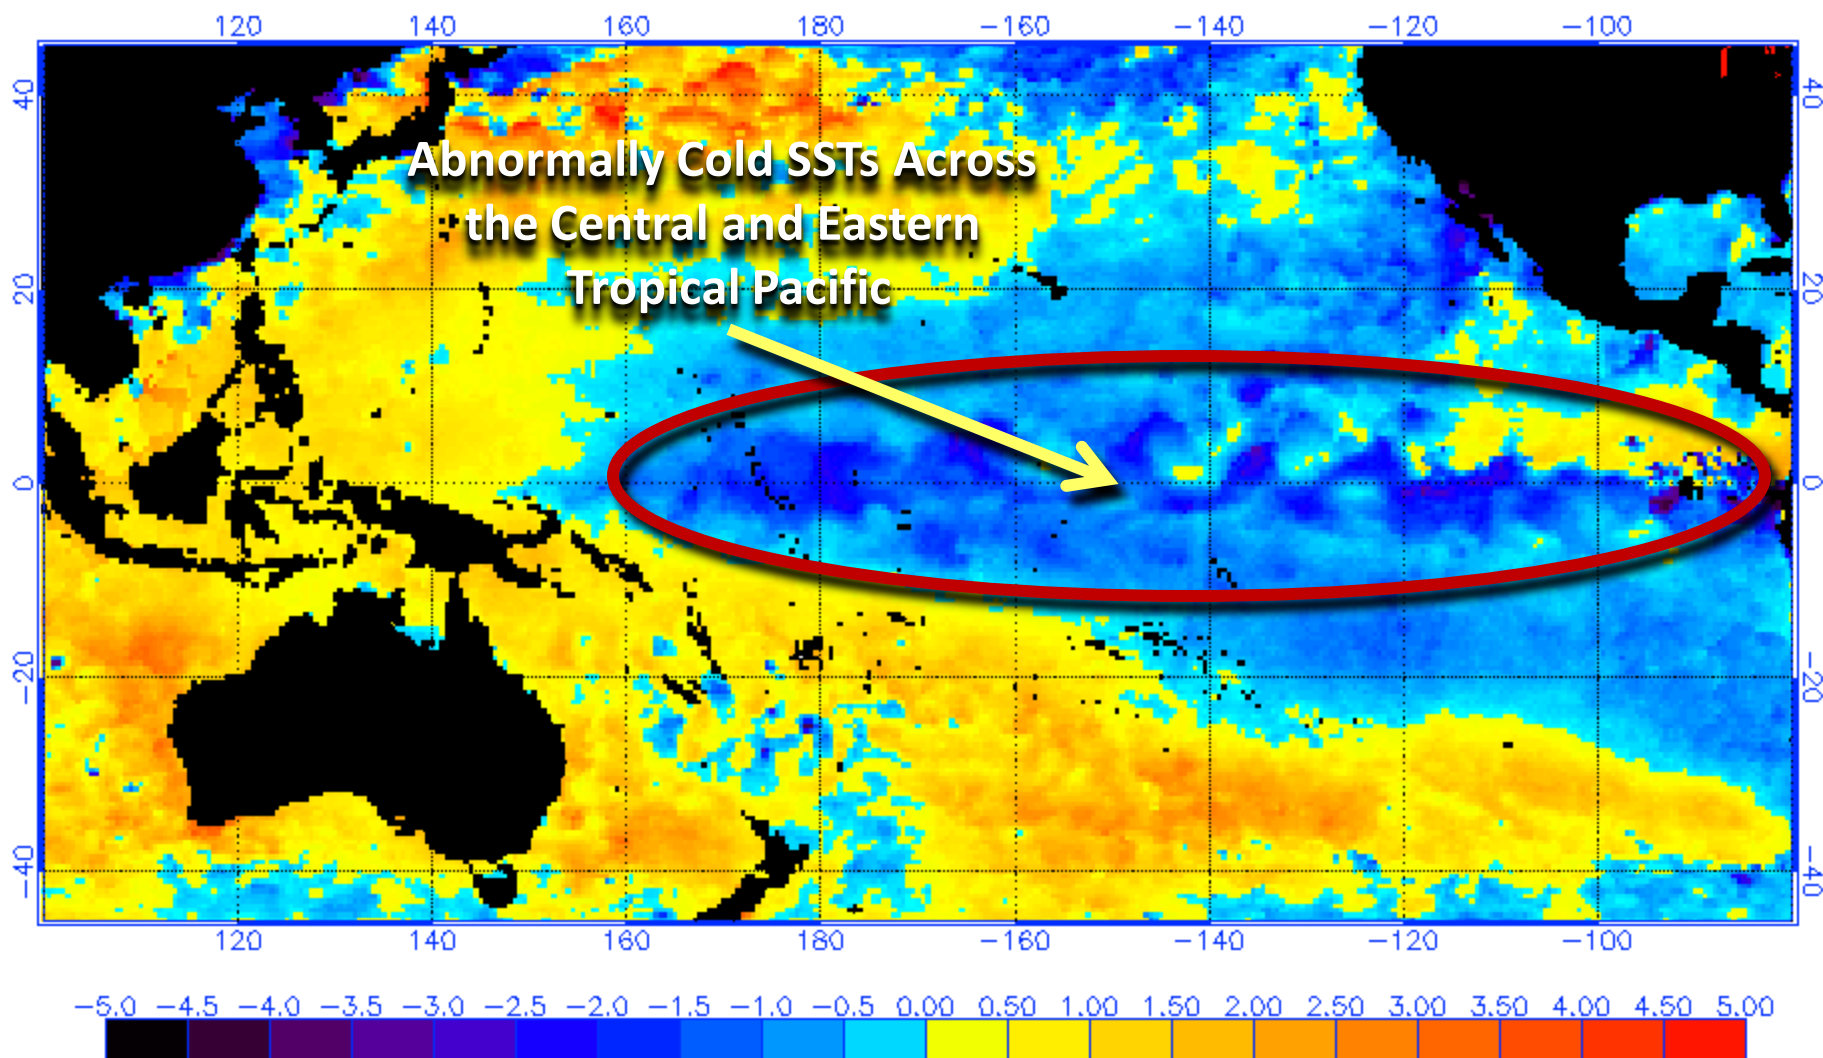 120 140 160 180 −160 −140 −120 −100
40 40
Abnormally Cold SSTs Across
the Central and Eastern
Tropical Pacific
20 20
0 0
−20 −20
−40 −40
120 140 160 180 −160 −140 −120 −100
−5.0 −4.5 −4.0 −3.5 −3.0 −2.5 −2.0 −1.5 −1.0 −0.5 0.00 0.50 1.00 1.50 2.00 2.50 3.00 3.50 4.00 4.50 5.00